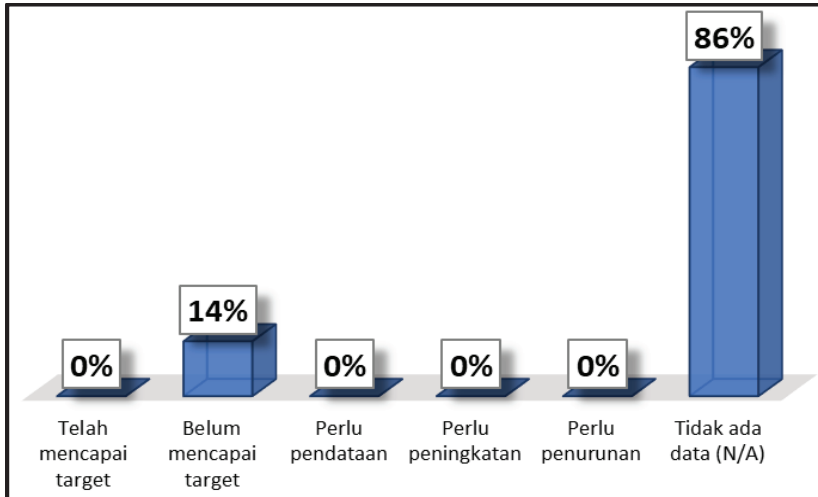 86%
14%
0%
0%
0%
0%
Telah
mencapai
target
Belum
mencapai
target
Perlu
pendataan
Perlu
peningkatan
Perlu
penurunan
Tidak ada
data (N/A)